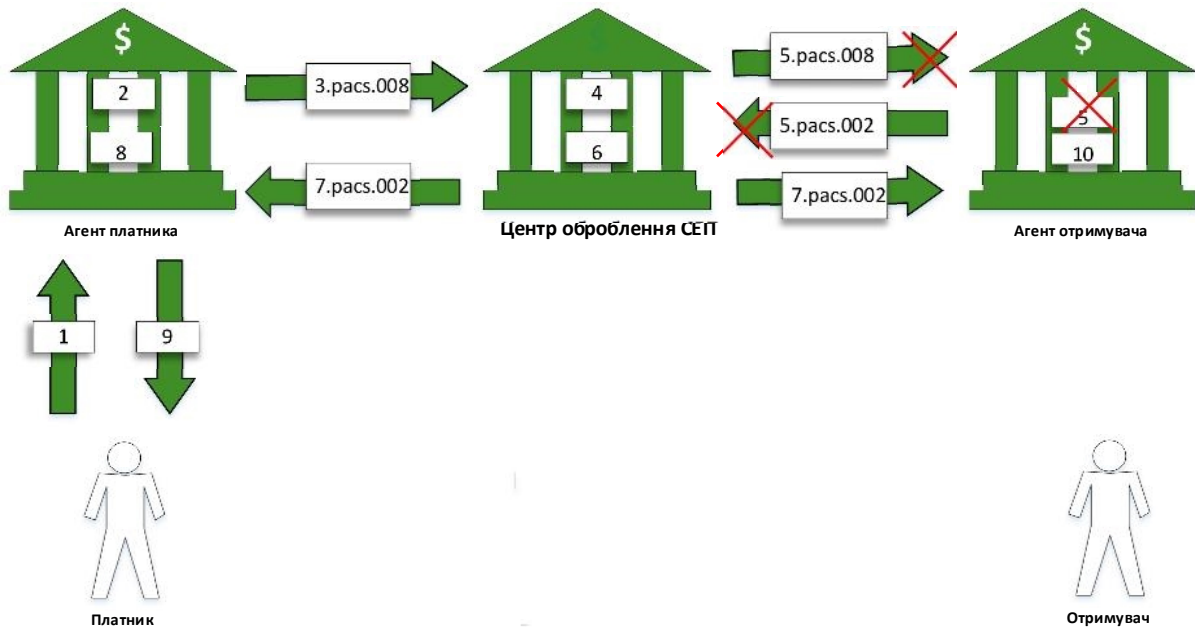 $
$
$
2
3.pacs.008
4
5.pacs.008
5
8
6
5.pacs.002
10
7.pacs.002
7.pacs.002
Агент платника
Центр оброблення СЕП
Агент отримувача
1
9
Платник
Отримувач